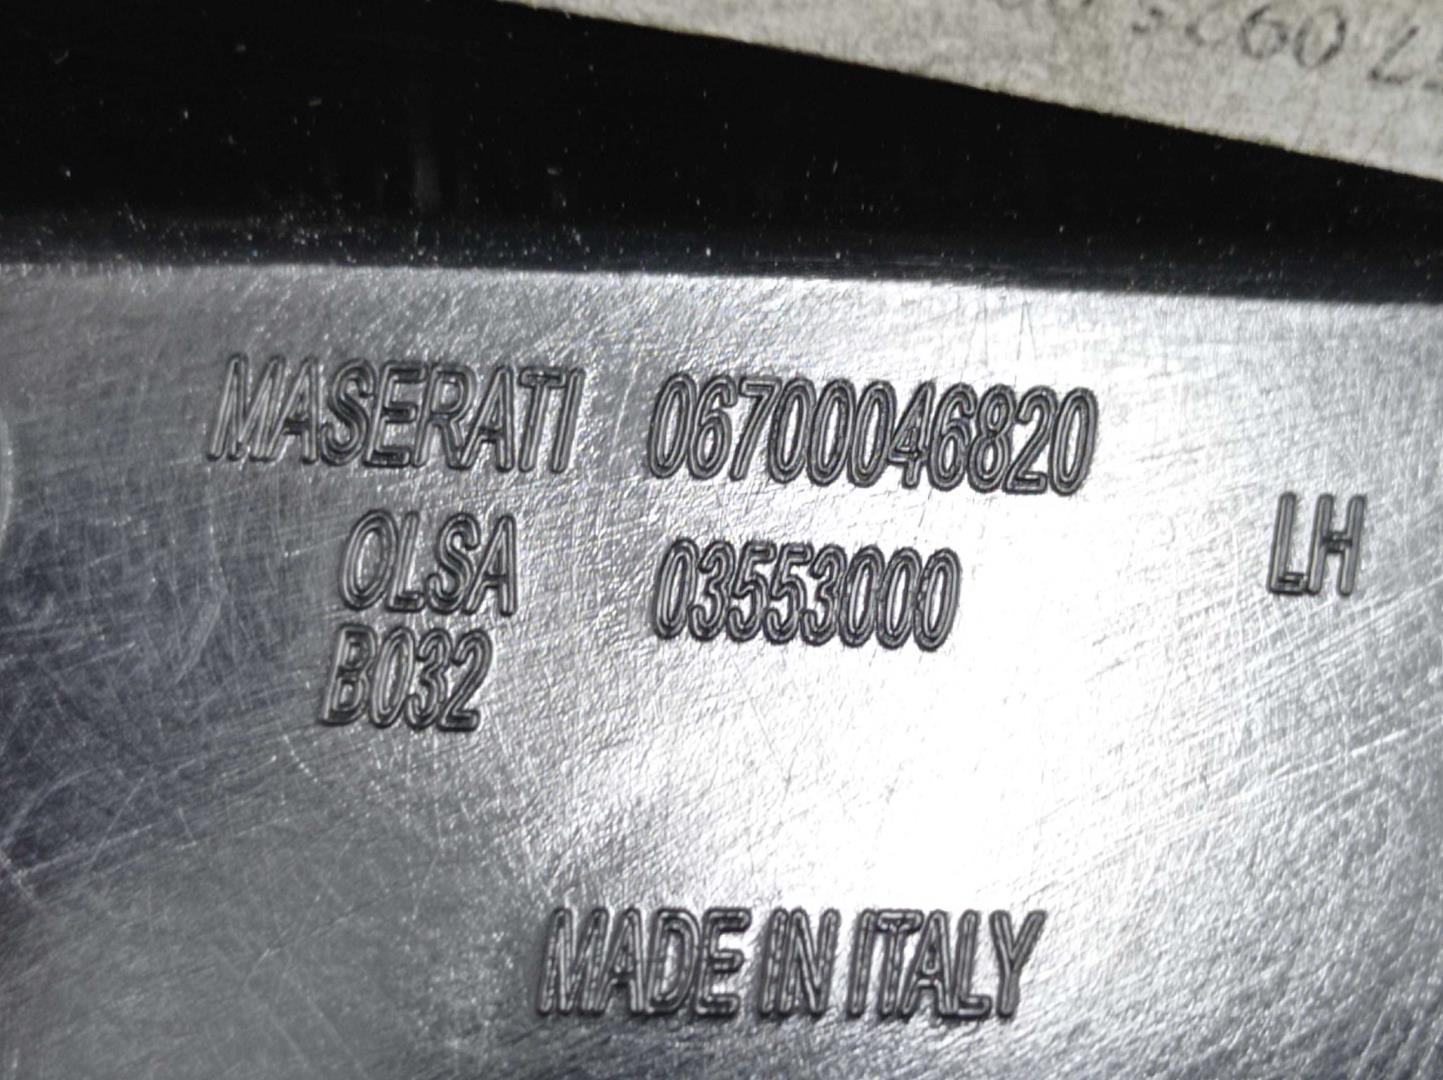 MASERATI 06700046820
OLSA 03553000 LH
B032
MADE IN ITALY